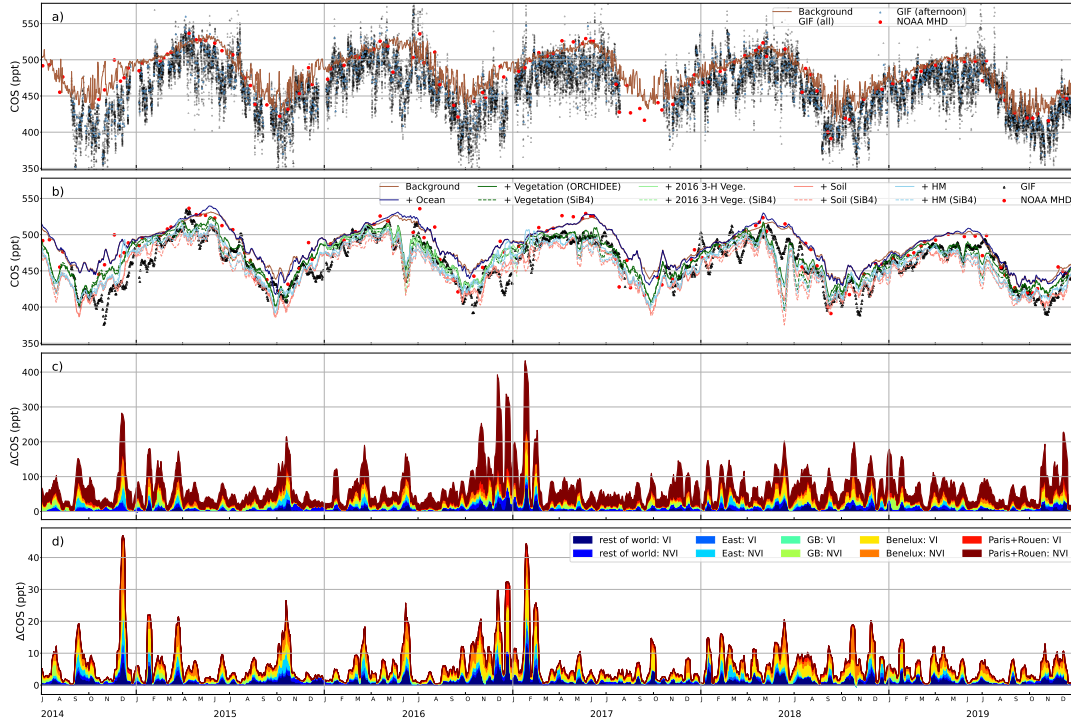 a)
Background
GIF (all)
GIF (afternoon)
NOAA MHD
COS (ppt)
550
500
450
400
350
b)
Background
+ Ocean
+ Vegetation (ORCHIDEE)
+ Vegetation (SiB4)
+ 2016 3-H Vege.
+ 2016 3-H Vege. (SiB4)
+ Soil
+ Soil (SiB4)
+ HM
+ HM (SiB4)
GIF
NOAA MHD
COS (ppt)
550
500
450
400
350
c)
ΔCOS (ppt)
400
300
200
100
0
d)
rest of world: VI
rest of world: NVI
East: VI
East: NVI
GB: VI
GB: NVI
Benelux: VI
Benelux: NVI
Paris+Rouen: VI
Paris+Rouen: NVI
ΔCOS (ppt)
40
30
20
10
0
J A S O N D J F M A M J J A S O N D J F M A M J J A S O N D J F M A M J J A S O N D J F M A M J J A S O N D J F M A M J J A S O N D
2014 2015 2016 2017 2018 2019